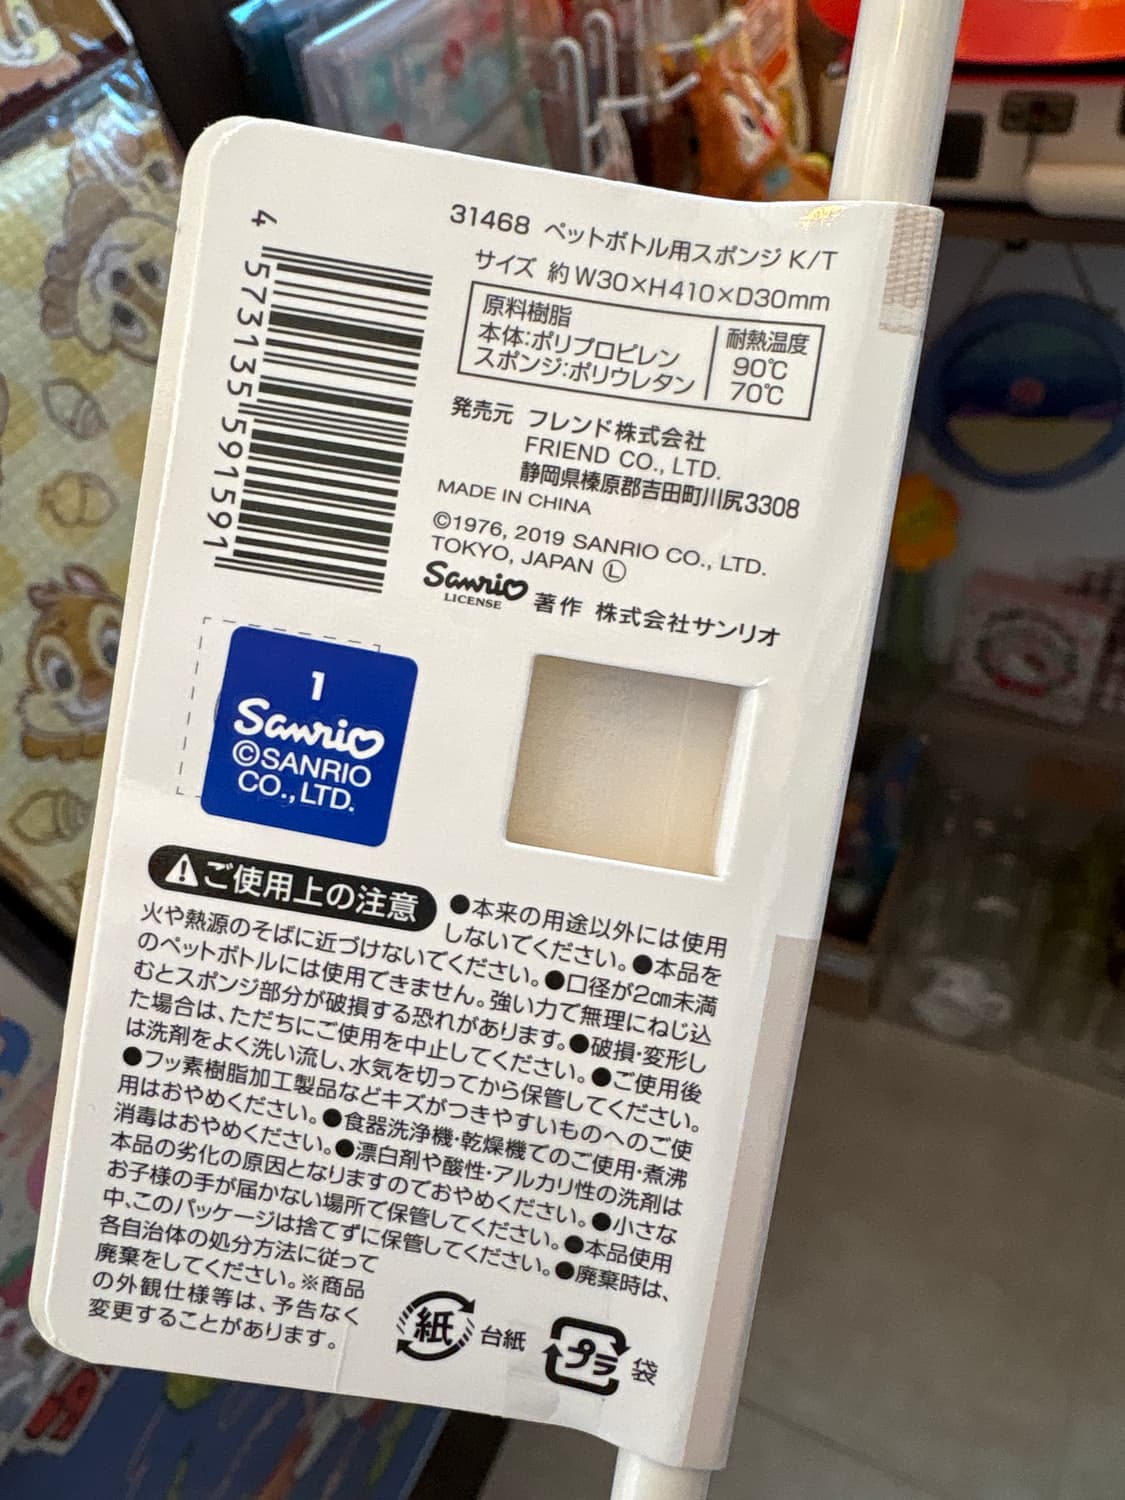 31468 ペットボトル用スポンジ K/T
サイズ 約 W30×H410×D30mm
原料樹脂 耐熱温度
本体:ポリプロピレン 90℃
スポンジ:ポリウレタン 70℃
発売元 フレンド株式会社
FRIEND CO., LTD.
静岡県榛原郡吉田町川尻3308
MADE IN CHINA
©1976, 2019 SANRIO CO., LTD.
TOKYO, JAPAN Ⓛ
Sanrio
LICENSE
著作 株式会社サンリオ
4 573135 591591
1
Sanrio
©SANRIO
CO.,LTD.
ご使用上の注意
●本来の用途以外には使用
しないでください。●本品を
火や熱源のそばに近づけないでください。●口径が2cm未満
のペットボトルには使用できません。強い力で無理にねじ込
むとスポンジ部分が破損する恐れがあります。●破損・変形し
た場合は、ただちにご使用を中止してください。●ご使用後
は洗剤をよく洗い流し、水気を切ってから保管してください。
●フッ素樹脂加工製品などキズがつきやすいものへのご使
用はおやめください。●食器洗浄機・乾燥機でのご使用・煮沸
消毒はおやめください。●漂白剤や酸性・アルカリ性の洗剤は
本品の劣化の原因となりますのでおやめください。●小さな
お子様の手が届かない場所で保管してください。●本品使用
中、このパッケージは捨てずに保管してください。●廃棄時は、
各自治体の処分方法に従って
廃棄をしてください。※商品
の外観仕様等は、予告なく
変更することがあります。
紙 台紙
プラ 袋